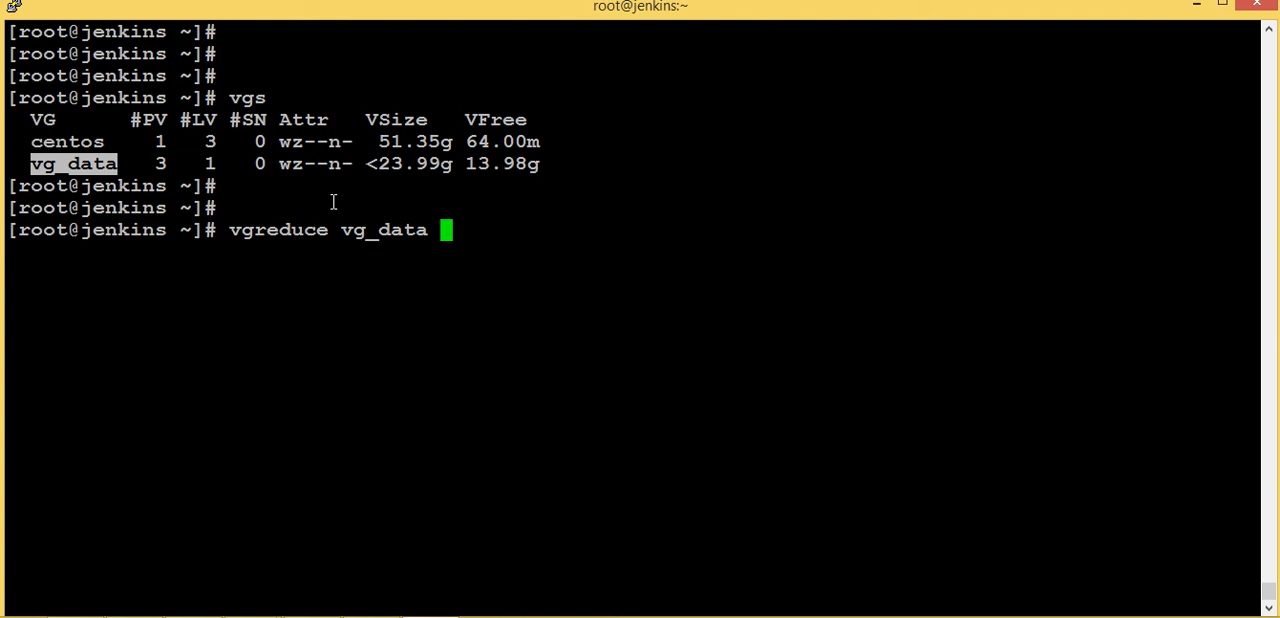 root@jenkins:~
[root@jenkins ~]#
[root@jenkins ~]#
[root@jenkins ~]#
[root@jenkins ~]# vgs
VG #PV #LV #SN Attr VSize VFree
centos 1 3 0 wz--n- 51.35g 64.00m
vg_data 3 1 0 wz--n- <23.99g 13.98g
[root@jenkins ~]#
[root@jenkins ~]#
[root@jenkins ~]# vgreduce vg_data